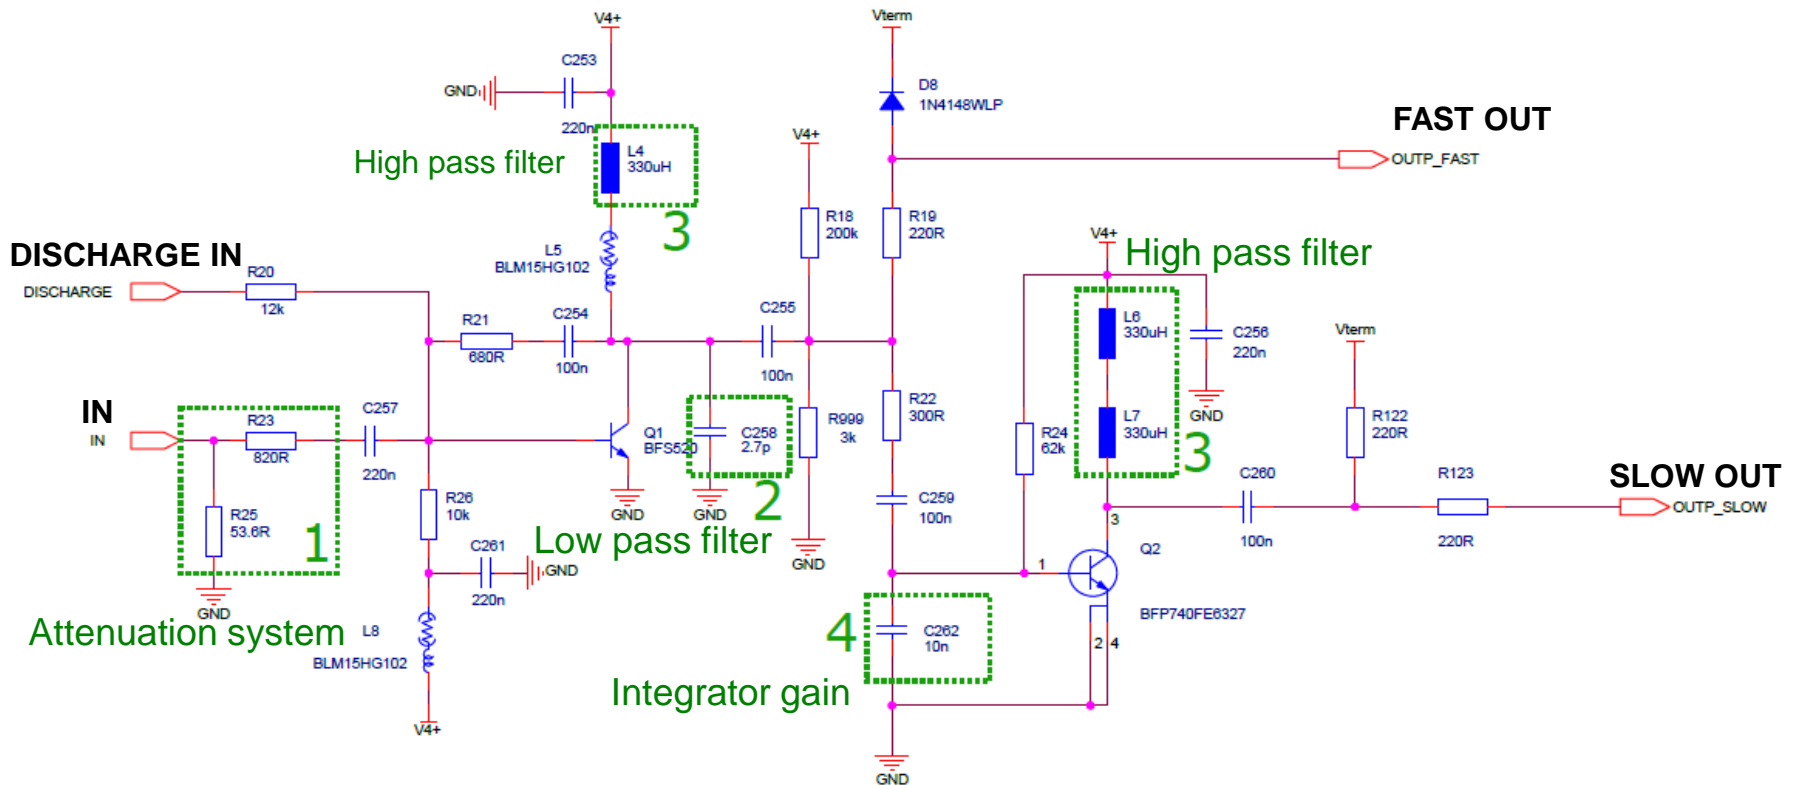 V4+
Vterm
C253
GND
220n
D8
1N4148WLP
FAST OUT
OUTP_FAST
High pass filter
L4
330uH
3
V4+
R18
200k
R19
220R
DISCHARGE IN
DISCHARGE
R20
12k
L5
BLM15HG102
V4+
High pass filter
R21
680R
C254
100n
C255
100n
L6
330uH
C256
220n
GND
Vterm
IN
IN
R23
820R
C257
220n
Q1
BFS520
C258
2.7p
R999
3k
R22
300R
R24
62k
L7
330uH
3
R122
220R
R25
53.6R
1
GND
R26
10k
GND
GND
2
C259
100n
C260
100n
R123
220R
SLOW OUT
OUTP_SLOW
Low pass filter
C261
220n
GND
GND
3
1
Q2
BFP740FE6327
2
4
Attenuation system
L8
BLM15HG102
V4+
4
C262
10n
Integrator gain
GND